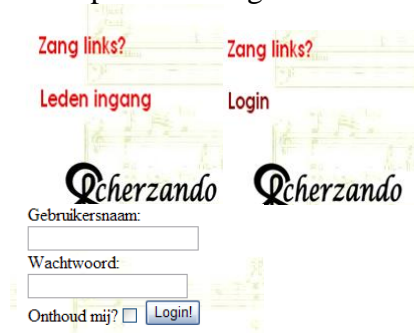 Zang links?
Leden ingang
Scherzando
Zang links?
Login
Scherzando
Gebruikersnaam:
Wachtwoord:
Onthoud mij? Login!